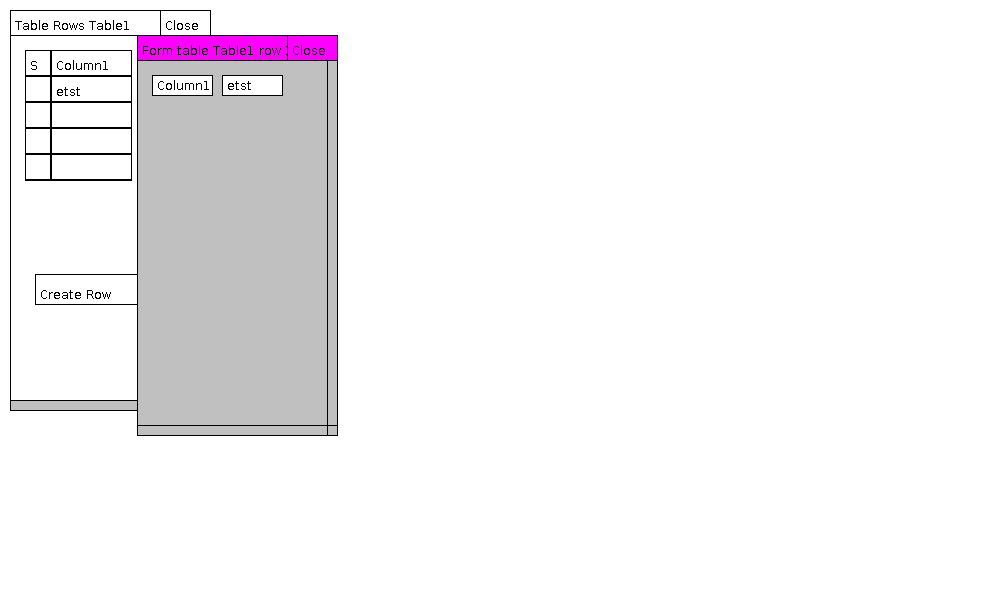 Table Rows Table1 Close
Form table Table1 row Close
S Column1
Column1 etst
etst
Create Row